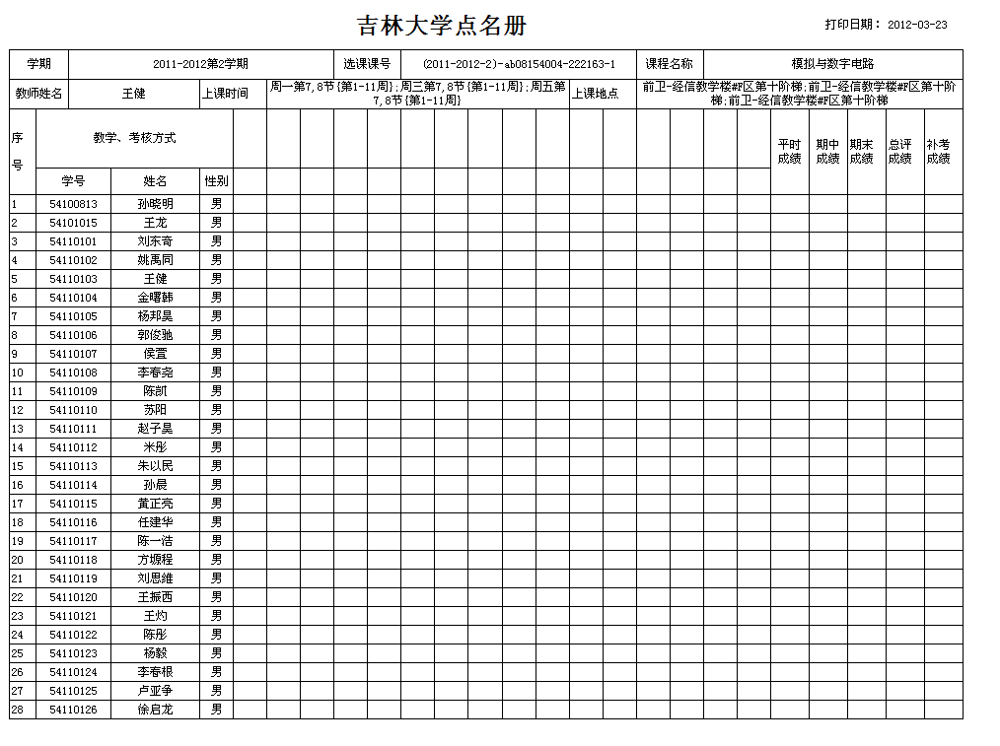 吉林大学点名册
打印日期： 2012-03-23
学期 2011-2012第2学期 选课课号 (2011-2012-2)-ab08154004-222163-1 课程名称 模拟与数字电路
教师姓名 王健 上课时间 周一第7,8节{第1-11周};周三第7,8节{第1-11周};周五第7,8节{第1-11周} 上课地点 前卫-经信教学楼#F区第十阶梯;前卫-经信教学楼#F区第十阶梯;前卫-经信教学楼#F区第十阶梯
序号 教学、考核方式 平时成绩 期中成绩 期末成绩 总评成绩 补考成绩
学号 姓名 性别
1 54100813 孙晓明 男
2 54101015 王龙 男
3 54110101 刘东奇 男
4 54110102 姚禹同 男
5 54110103 王健 男
6 54110104 金曙韩 男
7 54110105 杨邦昊 男
8 54110106 郭俊驰 男
9 54110107 侯萱 男
10 54110108 李春尧 男
11 54110109 陈凯 男
12 54110110 苏阳 男
13 54110111 赵子昊 男
14 54110112 米彤 男
15 54110113 朱以民 男
16 54110114 孙晨 男
17 54110115 黄正亮 男
18 54110116 任建华 男
19 54110117 陈一浩 男
20 54110118 方塬程 男
21 54110119 刘思维 男
22 54110120 王振西 男
23 54110121 王灼 男
24 54110122 陈彤 男
25 54110123 杨毅 男
26 54110124 李春根 男
27 54110125 卢亚争 男
28 54110126 徐启龙 男